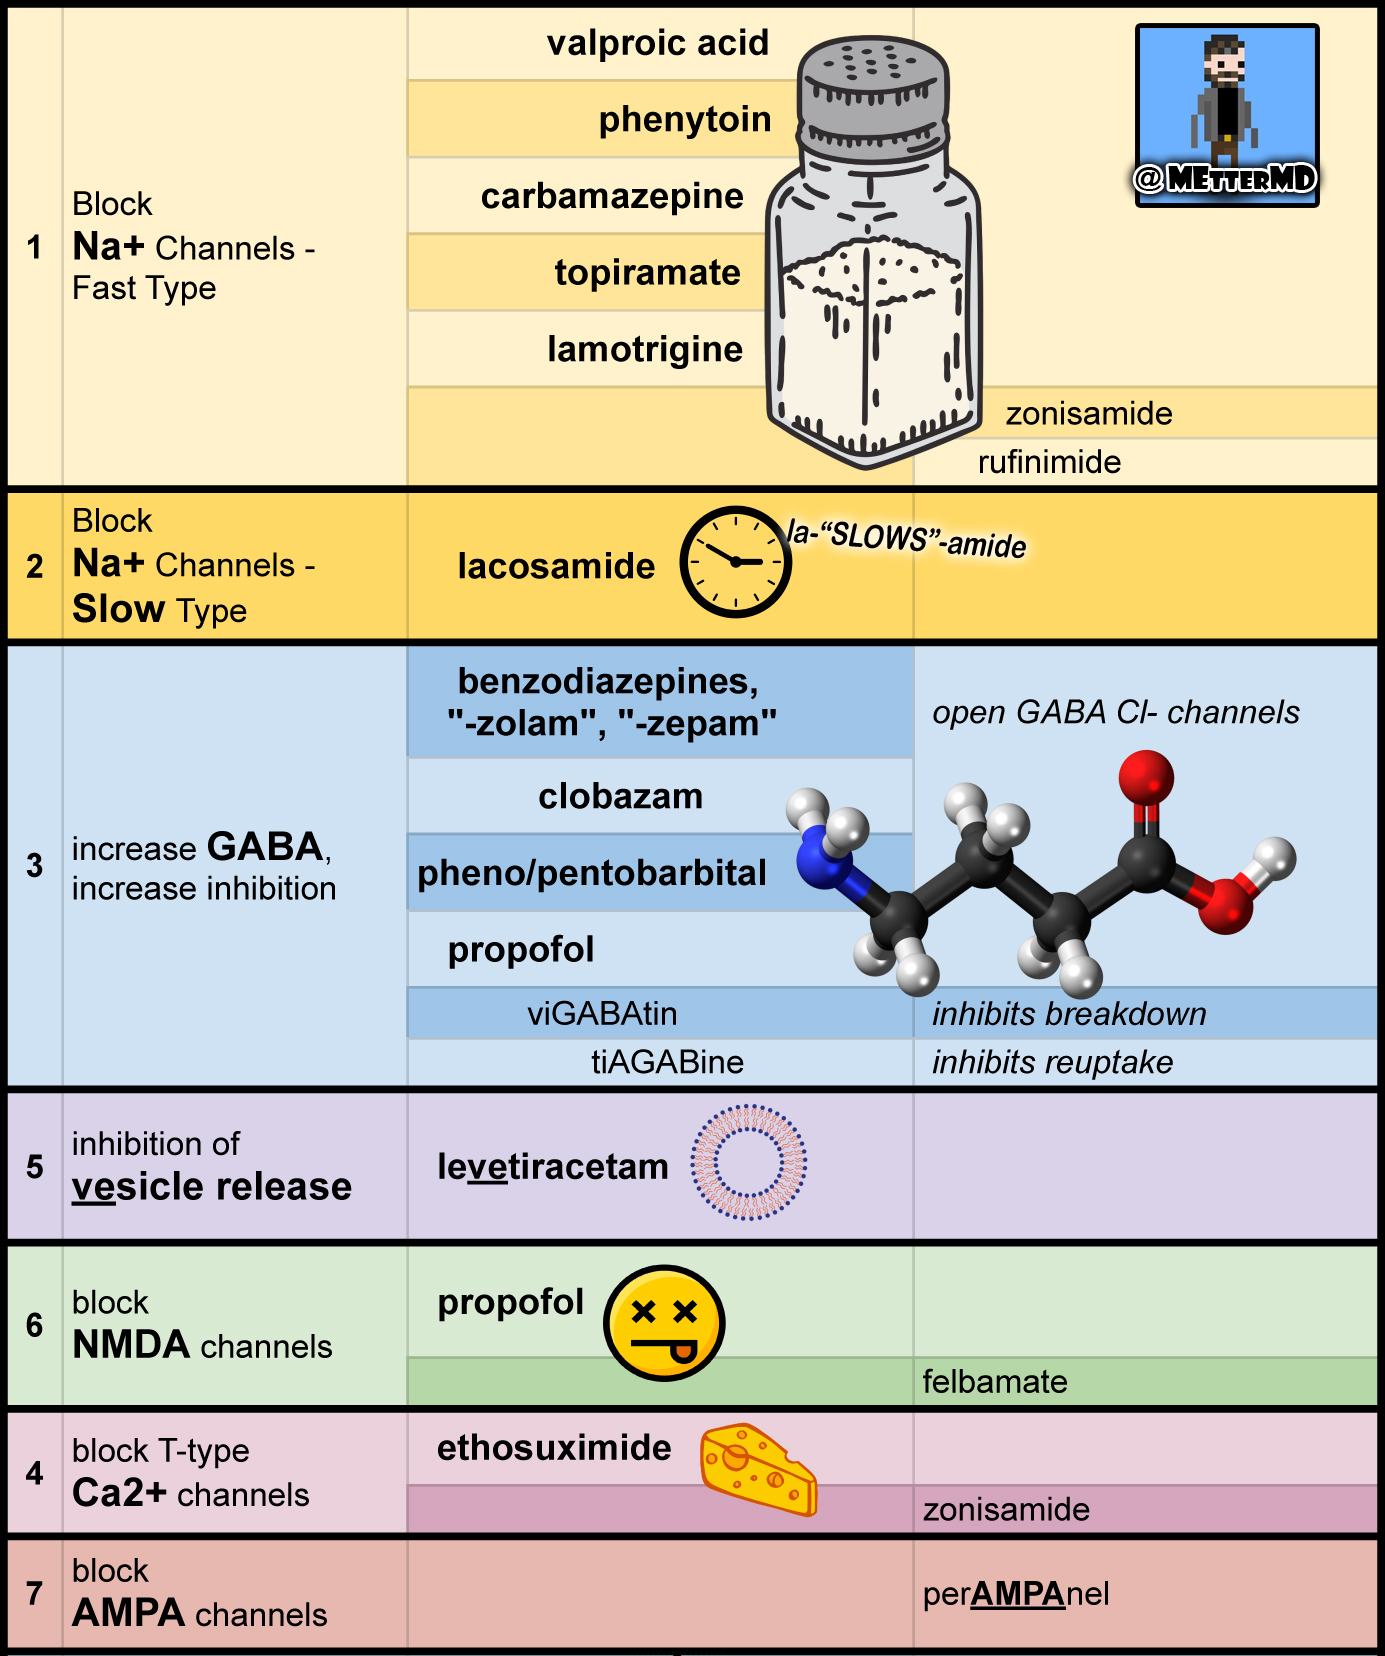 valproic acid
@METTERMD
phenytoin
carbamazepine
1
Block
Na+ Channels -
Fast Type
topiramate
lamotrigine
zonisamide
rufinimide
2
Block
Na+ Channels -
Slow Type
lacosamide
la-“SLOWS”-amide
3
increase GABA,
increase inhibition
benzodiazepines,
"-zolam", "-zepam"
open GABA Cl- channels
clobazam
pheno/pentobarbital
propofol
viGABAtin
inhibits breakdown
tiAGABine
inhibits reuptake
5
inhibition of
vesicle release
levetiracetam
6
block
NMDA channels
propofol
felbamate
4
block T-type
Ca2+ channels
ethosuximide
zonisamide
7
block
AMPA channels
perAMPAnel